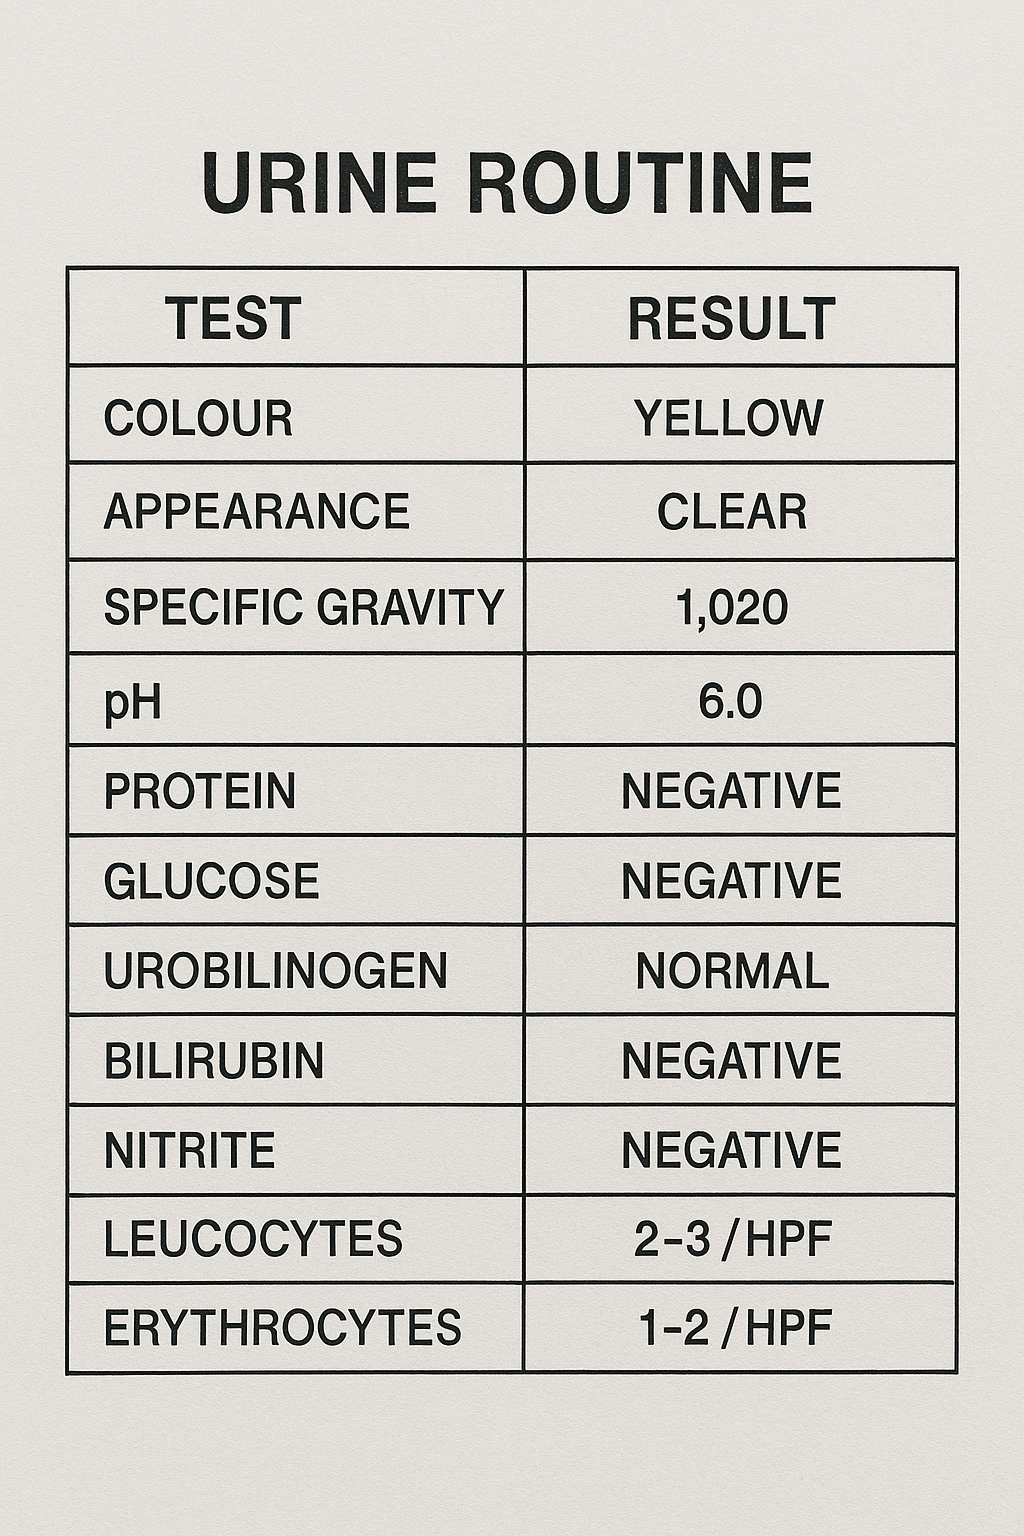 URINE ROUTINE
TEST RESULT
COLOUR YELLOW
APPEARANCE CLEAR
SPECIFIC GRAVITY 1,020
pH 6.0
PROTEIN NEGATIVE
GLUCOSE NEGATIVE
UROBILINOGEN NORMAL
BILIRUBIN NEGATIVE
NITRITE NEGATIVE
LEUCOCYTES 2-3 / HPF
ERYTHROCYTES 1-2 / HPF